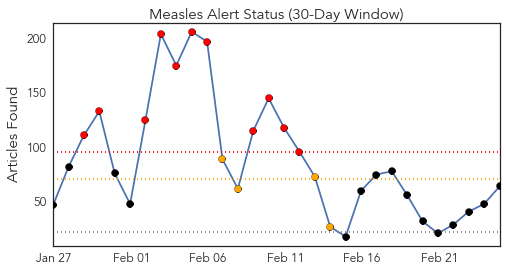 Measles Alert Status (30-Day Window)
200
150
100
50
Articles Found
Jan 27 Feb 01 Feb 06 Feb 11 Feb 16 Feb 21